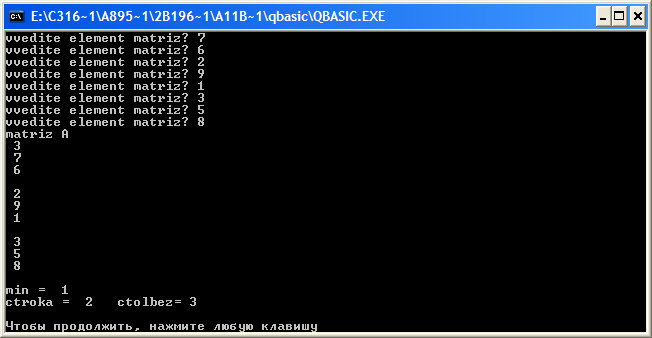 E:\C316~1\A895~1\2B196~1\A11B~1\qbasic\QBASIC.EXE
vvedite element matriz? 7
vvedite element matriz? 6
vvedite element matriz? 2
vvedite element matriz? 9
vvedite element matriz? 1
vvedite element matriz? 3
vvedite element matriz? 5
vvedite element matriz? 8
matriz A
3
7
6
2
9
1
3
5
8
min =  1
ctroka =  2   ctolbez= 3
Чтобы продолжить, нажмите любую клавишу